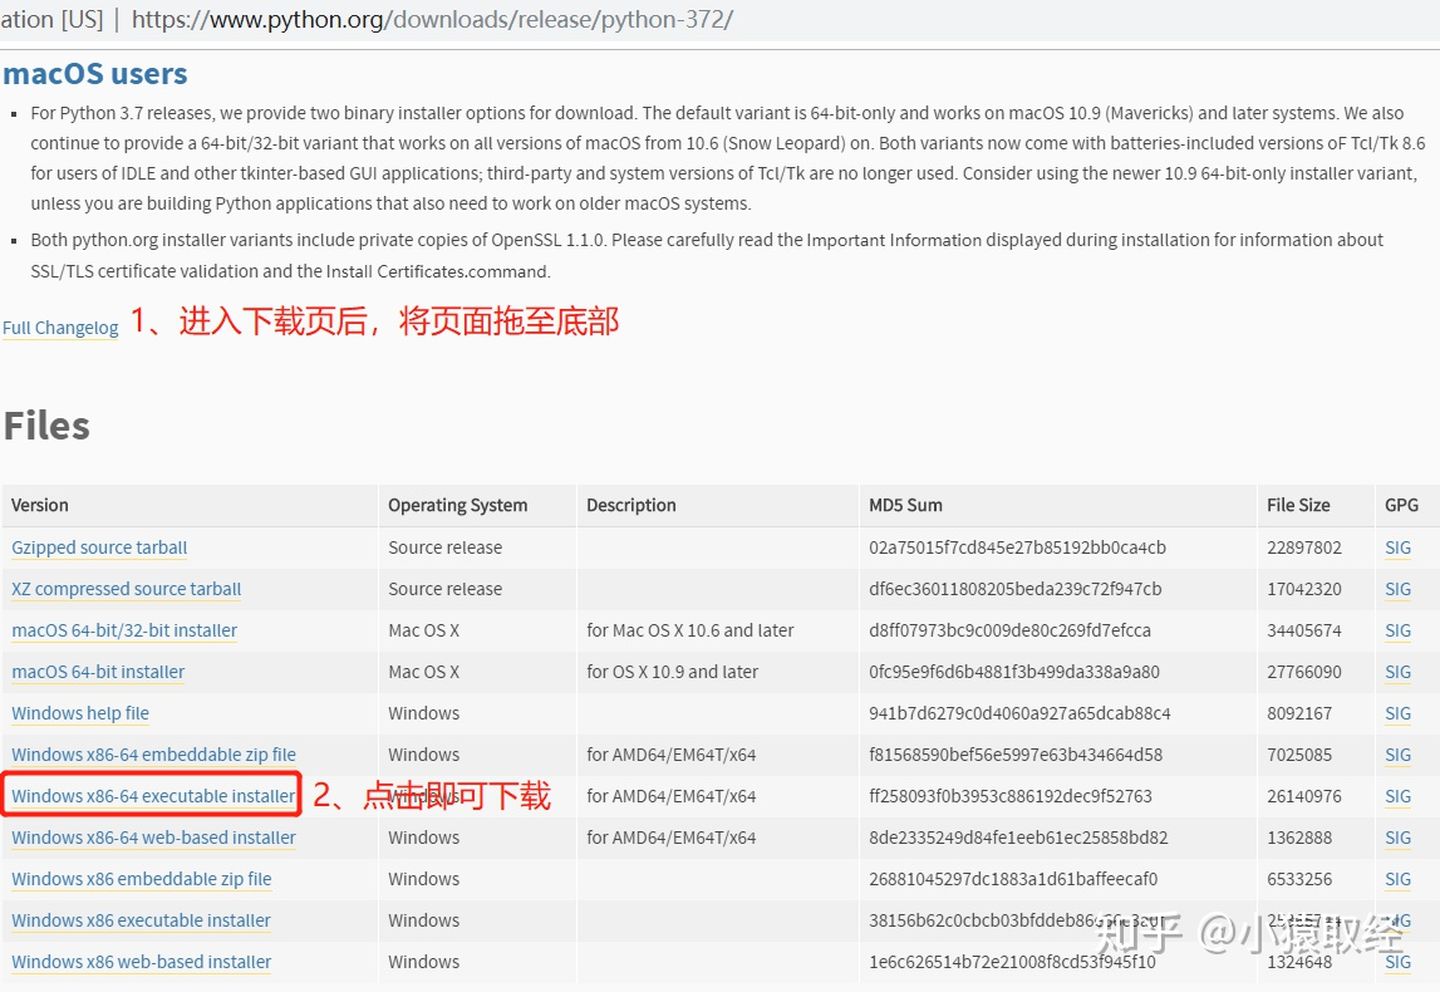 ation [US] | https://www.python.org/downloads/release/python-372/
macOS users
For Python 3.7 releases, we provide two binary installer options for download. The default variant is 64-bit-only and works on macOS 10.9 (Mavericks) and later systems. We also
continue to provide a 64-bit/32-bit variant that works on all versions of macOS from 10.6 (Snow Leopard) on. Both variants now come with batteries-included versions oF Tcl/Tk 8.6
for users of IDLE and other tkinter-based GUI applications; third-party and system versions of Tcl/Tk are no longer used. Consider using the newer 10.9 64-bit-only installer variant,
unless you are building Python applications that also need to work on older macOS systems.
Both python.org installer variants include private copies of OpenSSL 1.1.0. Please carefully read the Important Information displayed during installation for information about
SSL/TLS certificate validation and the Install Certificates.command.
Full Changelog 1、进入下载页后，将页面拖至底部
Files
Version Operating System Description MD5 Sum File Size GPG
Gzipped source tarball Source release 02a75015f7cd845e27b85192bb0ca4cb 22897802 SIG
XZ compressed source tarball Source release df6ec36011808205beda239c72f947cb 17042320 SIG
macOS 64-bit/32-bit installer Mac OS X for Mac OS X 10.6 and later d8ff07973bc9c009de80c269fd7efcca 34405674 SIG
macOS 64-bit installer Mac OS X for OS X 10.9 and later 0fc95e9f6d6b4881f3b499da338a9a80 27766090 SIG
Windows help file Windows 941b7d6279c0d4060a927a65dcab88c4 8092167 SIG
Windows x86-64 embeddable zip file Windows for AMD64/EM64T/x64 f81568590bef56e5997e63b434664d58 7025085 SIG
Windows x86-64 executable installer 2、点击即可下载 Windows for AMD64/EM64T/x64 ff258093f0b3953c886192dec9f52763 26140976 SIG
Windows x86-64 web-based installer Windows for AMD64/EM64T/x64 8de2335249d84fe1eeb61ec25858bd82 1362888 SIG
Windows x86 embeddable zip file Windows 26881045297dc1883a1d61baffeecaf0 6533256 SIG
Windows x86 executable installer Windows SIG
知乎 @小猿取经
Windows x86 web-based installer Windows 1e6c626514b72e21008f8cd53f945f10 1324648 SIG